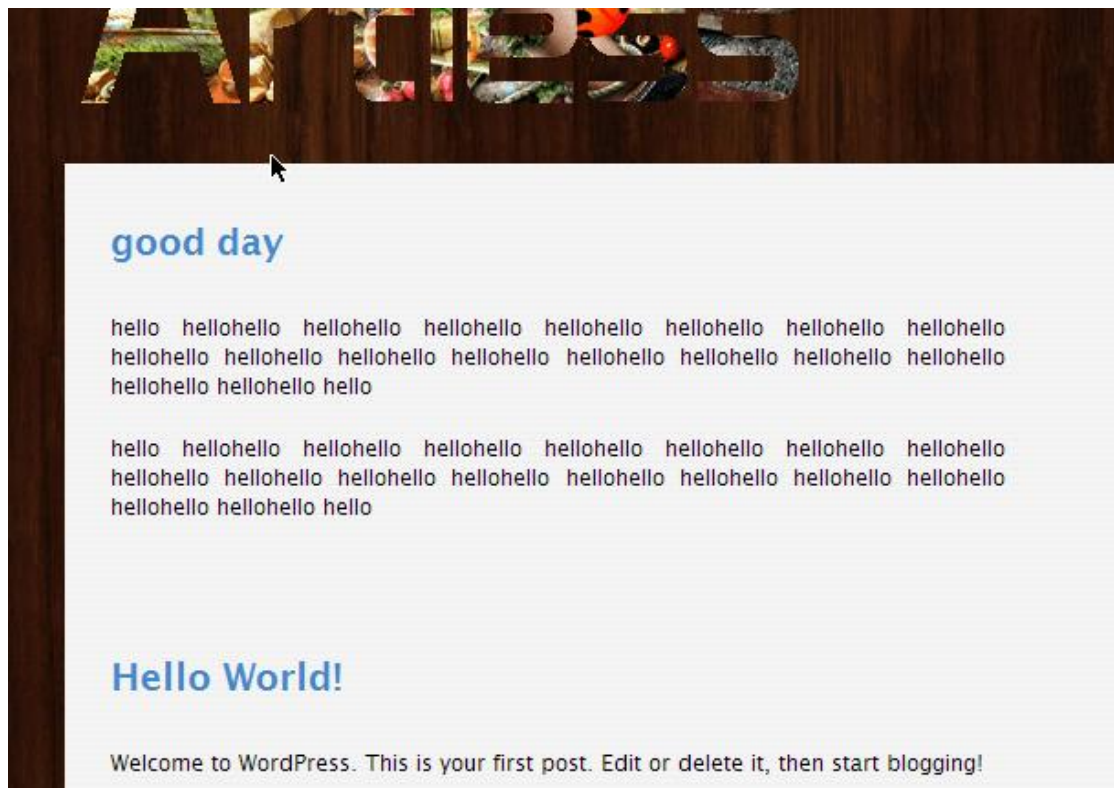 good day
hello hellohello hellohello hellohello hellohello hellohello hellohello hellohello
hellohello hellohello hellohello hellohello hellohello hellohello hellohello hellohello
hellohello hellohello hello
hello hellohello hellohello hellohello hellohello hellohello hellohello hellohello
hellohello hellohello hellohello hellohello hellohello hellohello hellohello hellohello
hellohello hellohello hello
Hello World!
Welcome to WordPress. This is your first post. Edit or delete it, then start blogging!